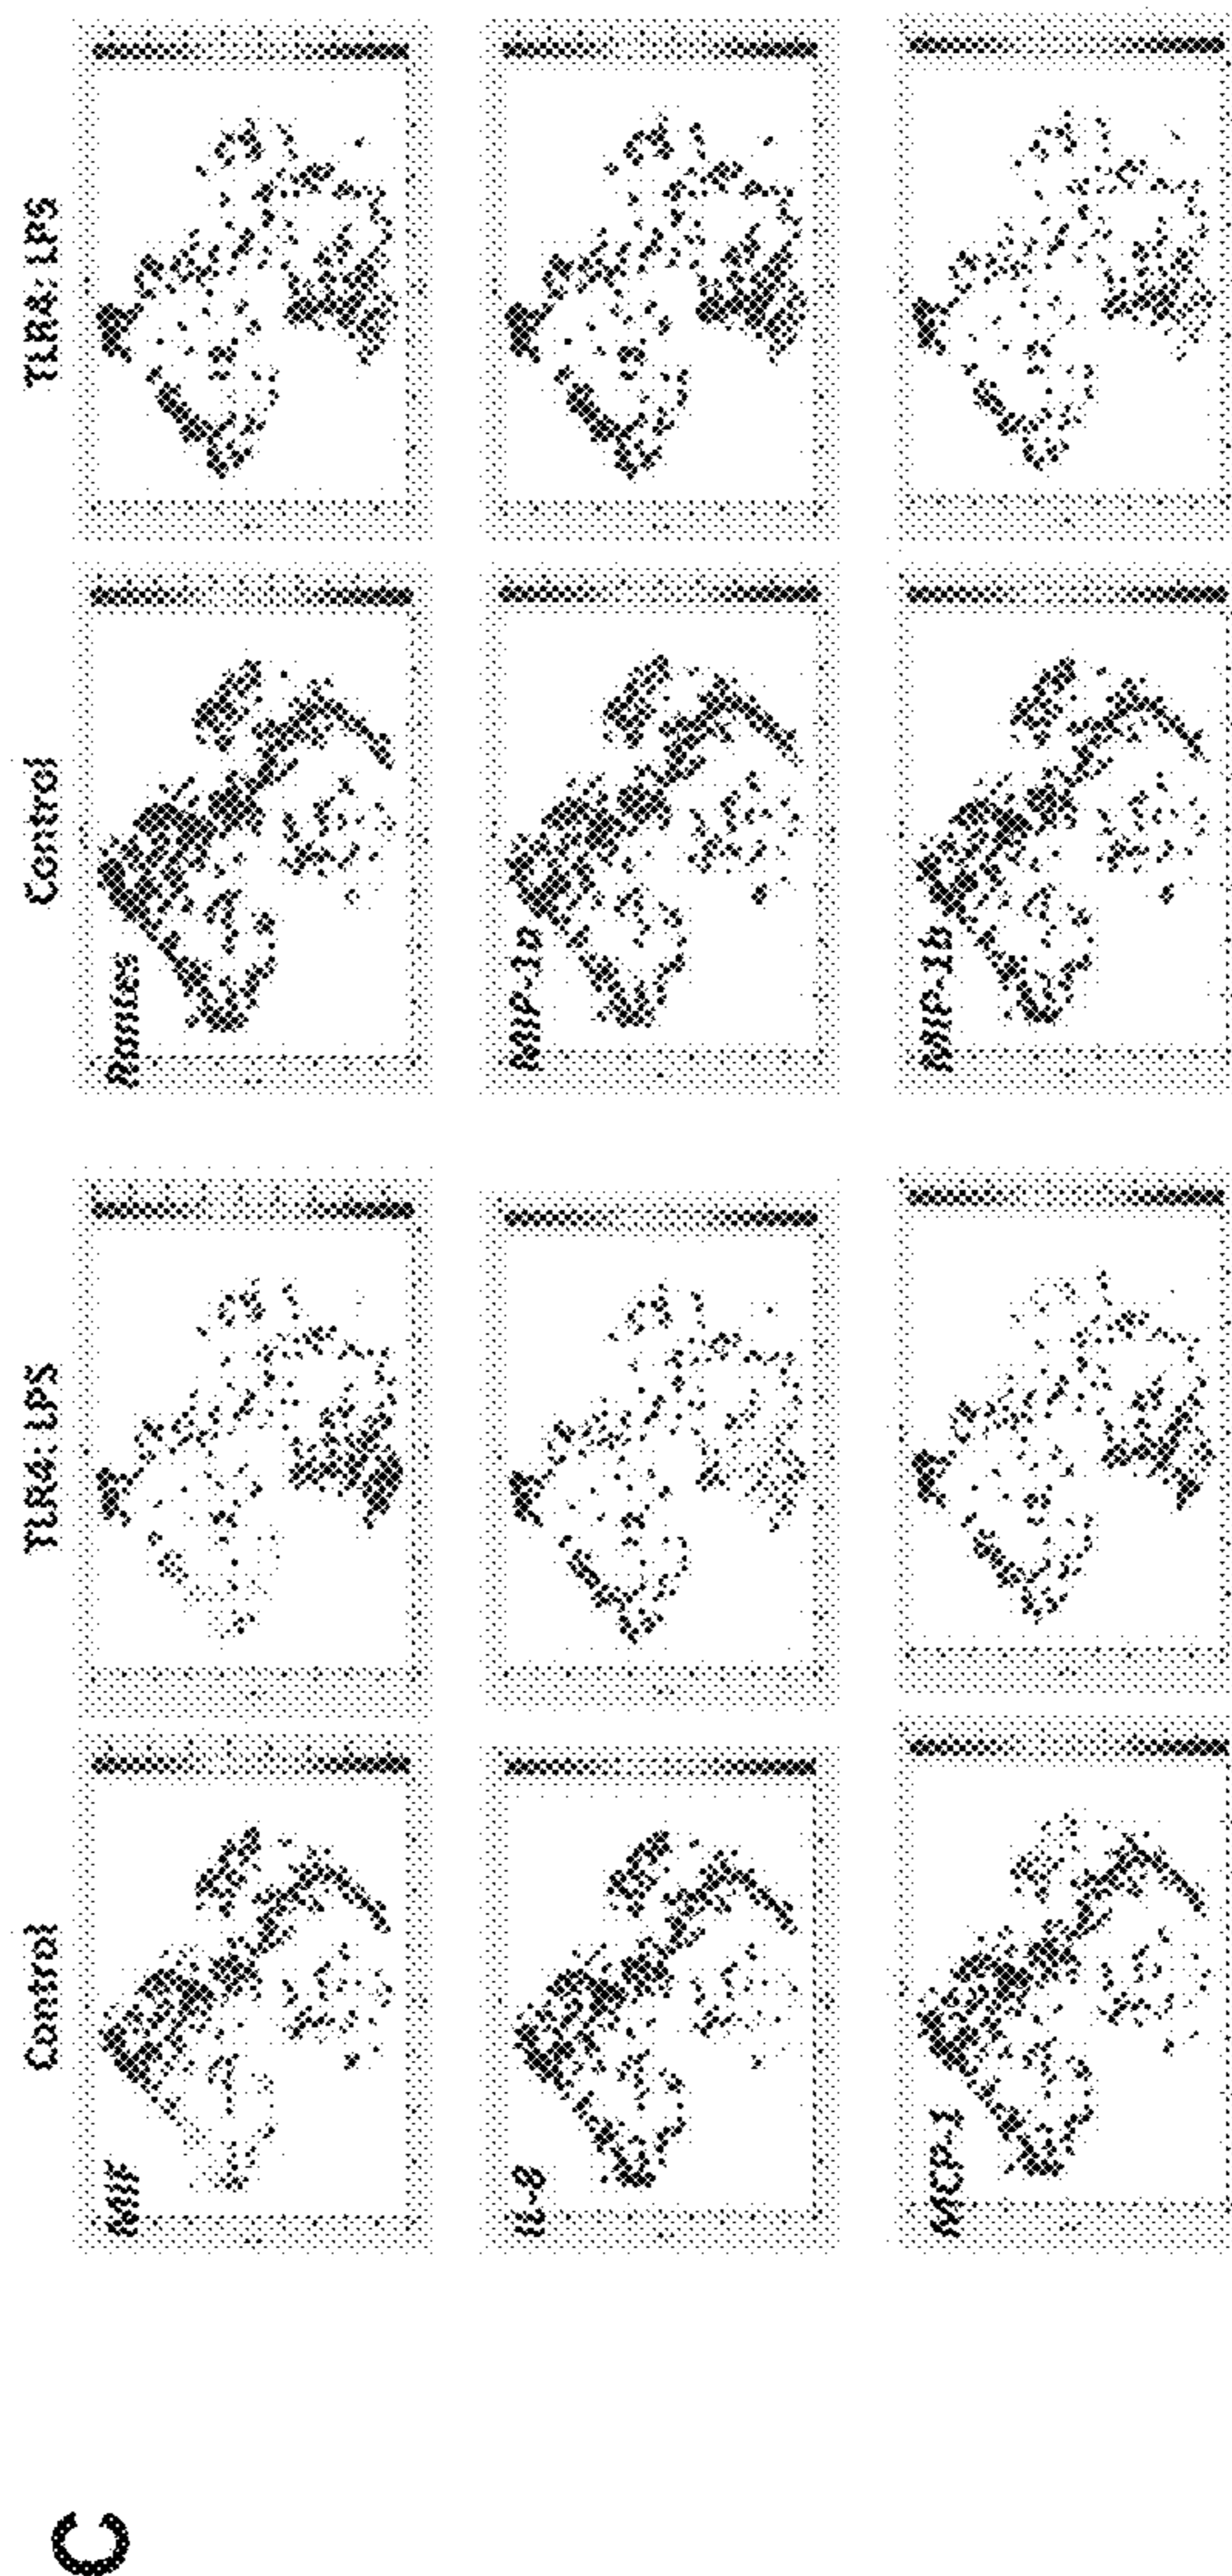 C
Control
TLR4: LPS
Control
TLR4: LPS
MIF
Rantes
IL-8
MIP-1a
MCP-1
MIP-1b